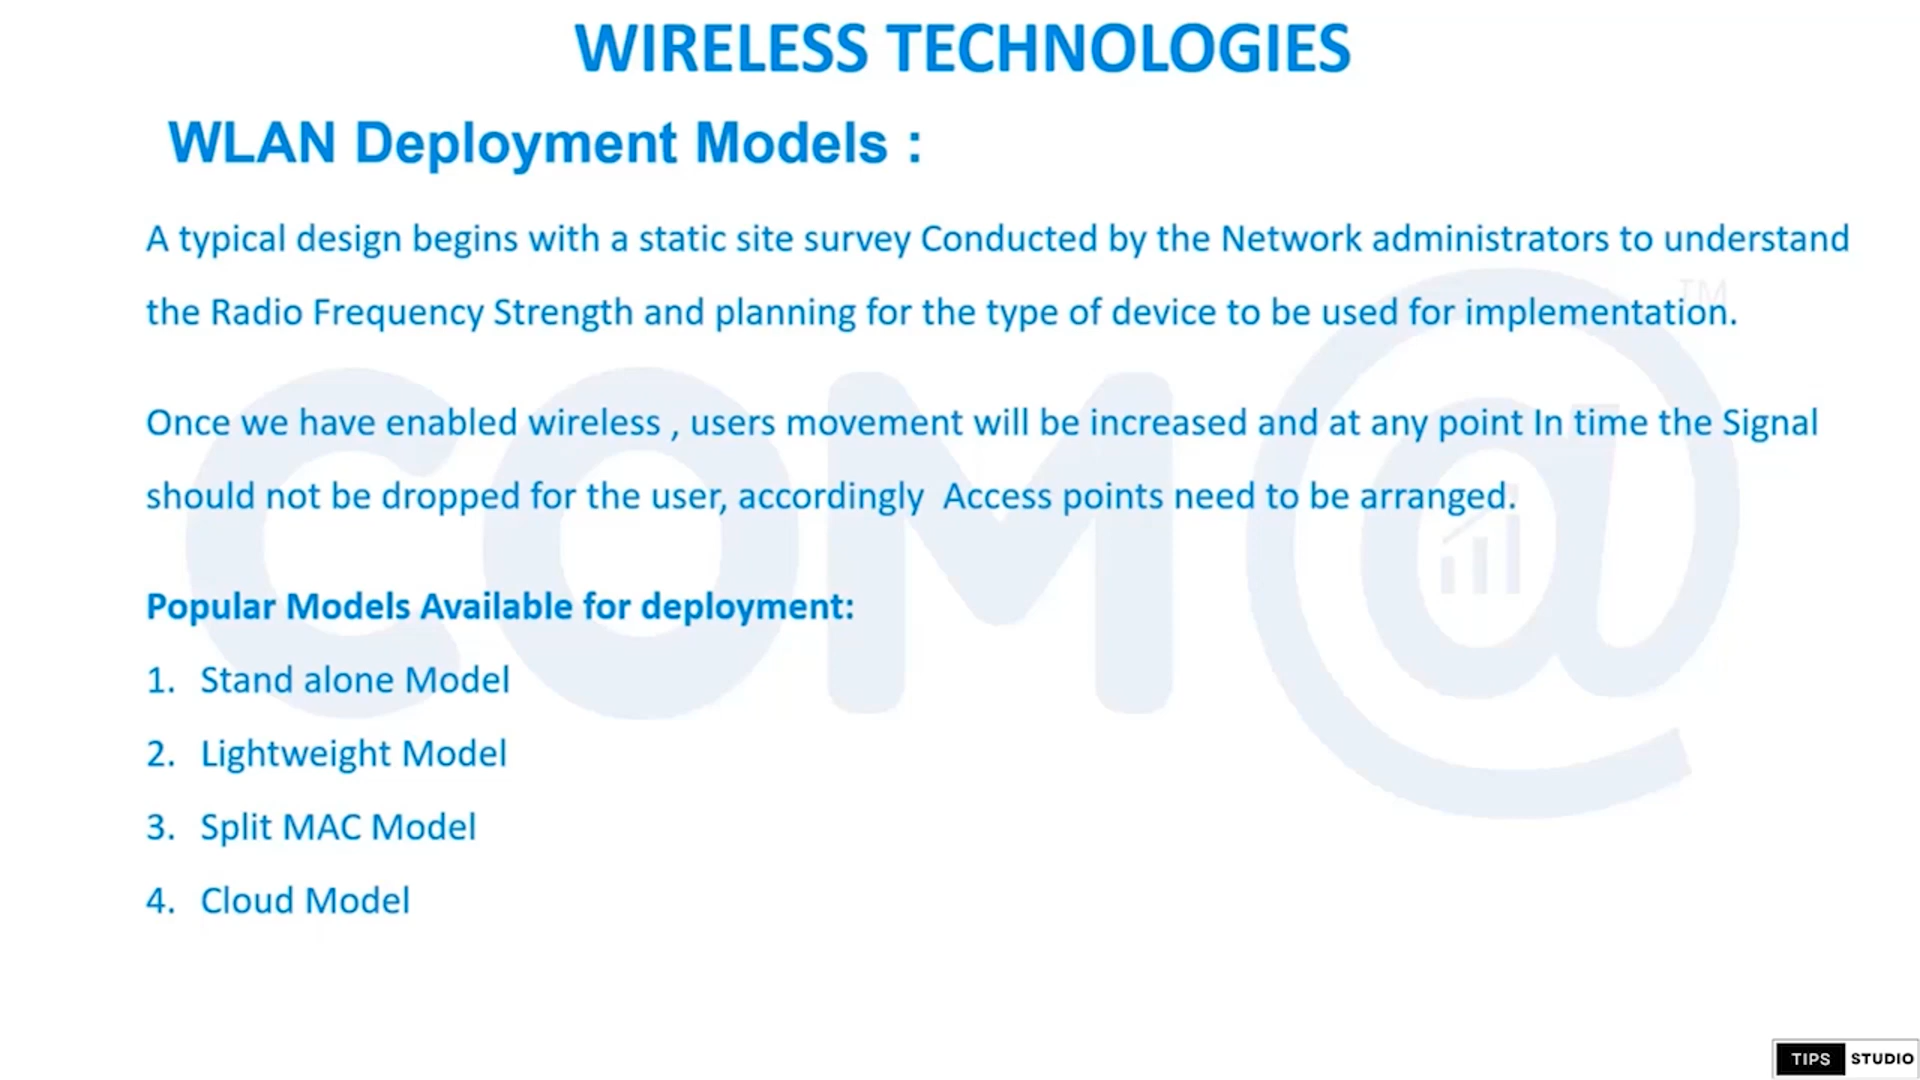 WIRELESS TECHNOLOGIES
WLAN Deployment Models :
A typical design begins with a static site survey Conducted by the Network administrators to understand
the Radio Frequency Strength and planning for the type of device to be used for implementation.
Once we have enabled wireless , users movement will be increased and at any point In time the Signal
should not be dropped for the user, accordingly  Access points need to be arranged.
Popular Models Available for deployment:
1. Stand alone Model
2. Lightweight Model
3. Split MAC Model
4. Cloud Model
COM@ TM
TIPS STUDIO